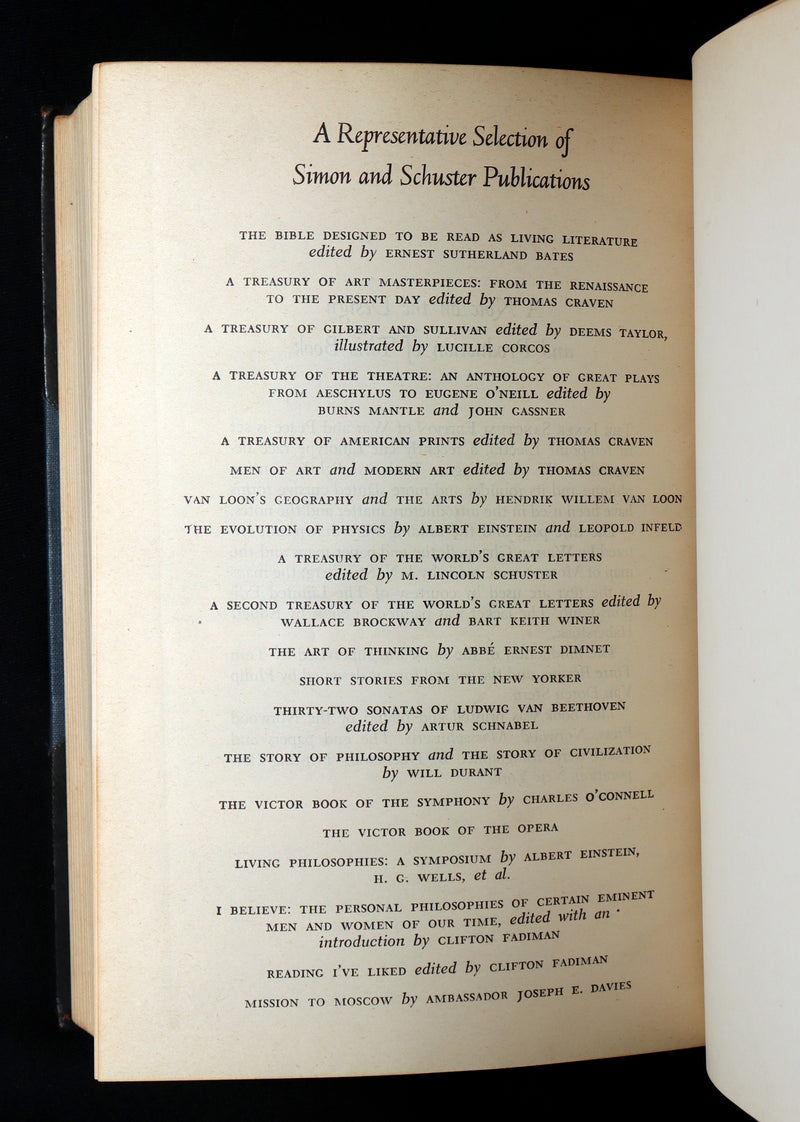 A Representative Selection of
Simon and Schuster Publications
THE BIBLE DESIGNED TO BE READ AS LIVING LITERATURE
edited by ERNEST SUTHERLAND BATES
A TREASURY OF ART MASTERPIECES: FROM THE RENAISSANCE
TO THE PRESENT DAY edited by THOMAS CRAVEN
A TREASURY OF GILBERT AND SULLIVAN edited by DEEMS TAYLOR,
illustrated by LUCILLE CORCOS
A TREASURY OF THE THEATRE: AN ANTHOLOGY OF GREAT PLAYS
FROM AESCHYLUS TO EUGENE O'NEILL edited by
BURNS MANTLE and JOHN GASSNER
A TREASURY OF AMERICAN PRINTS edited by THOMAS CRAVEN
MEN OF ART and MODERN ART edited by THOMAS CRAVEN
VAN LOON'S GEOGRAPHY and THE ARTS by HENDRIK WILLEM VAN LOON
THE EVOLUTION OF PHYSICS by ALBERT EINSTEIN and LEOPOLD INFELD
A TREASURY OF THE WORLD'S GREAT LETTERS
edited by M. LINCOLN SCHUSTER
A SECOND TREASURY OF THE WORLD'S GREAT LETTERS edited by
WALLACE BROCKWAY and BART KEITH WINER
THE ART OF THINKING by ABBÉ ERNEST DIMNET
SHORT STORIES FROM THE NEW YORKER
THIRTY-TWO SONATAS OF LUDWIG VAN BEETHOVEN
edited by ARTUR SCHNABEL
THE STORY OF PHILOSOPHY and THE STORY OF CIVILIZATION
by WILL DURANT
THE VICTOR BOOK OF THE SYMPHONY by CHARLES O'CONNELL
THE VICTOR BOOK OF THE OPERA
LIVING PHILOSOPHIES: A SYMPOSIUM by ALBERT EINSTEIN,
H. G. WELLS, et al.
I BELIEVE: THE PERSONAL PHILOSOPHIES OF CERTAIN EMINENT
MEN AND WOMEN OF OUR TIME, edited with an
introduction by CLIFTON FADIMAN
READING I'VE LIKED edited by CLIFTON FADIMAN
MISSION TO MOSCOW by AMBASSADOR JOSEPH E. DAVIES